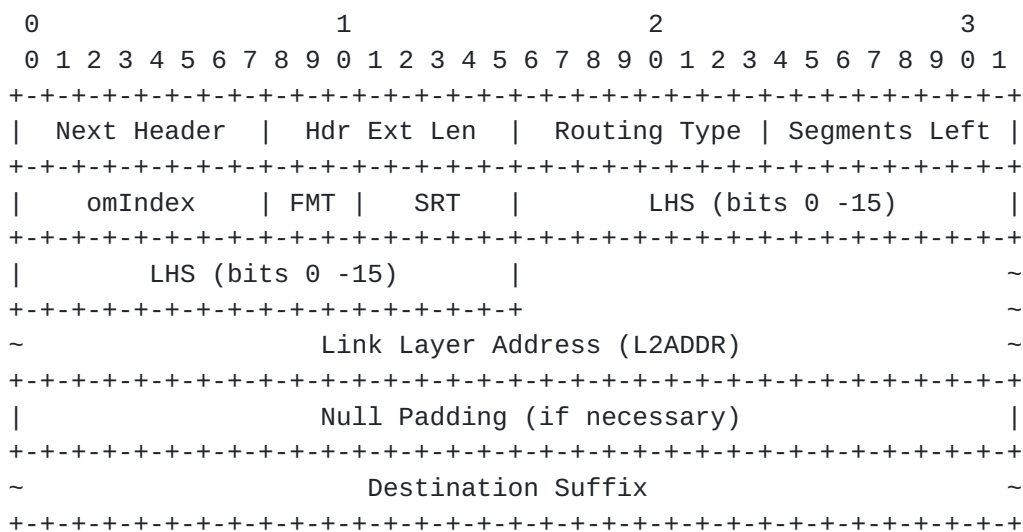 0                   1                   2                   3
 0 1 2 3 4 5 6 7 8 9 0 1 2 3 4 5 6 7 8 9 0 1 2 3 4 5 6 7 8 9 0 1
+-+-+-+-+-+-+-+-+-+-+-+-+-+-+-+-+-+-+-+-+-+-+-+-+-+-+-+-+-+-+-+-+
|  Next Header  |  Hdr Ext Len  |  Routing Type | Segments Left |
+-+-+-+-+-+-+-+-+-+-+-+-+-+-+-+-+-+-+-+-+-+-+-+-+-+-+-+-+-+-+-+-+
|    omIndex    | FMT |   SRT   |        LHS (bits 0 -15)       |
+-+-+-+-+-+-+-+-+-+-+-+-+-+-+-+-+-+-+-+-+-+-+-+-+-+-+-+-+-+-+-+-+
|        LHS (bits 0 -15)       |                               ~
+-+-+-+-+-+-+-+-+-+-+-+-+-+-+-+-+                               ~
~                   Link Layer Address (L2ADDR)                 ~
+-+-+-+-+-+-+-+-+-+-+-+-+-+-+-+-+-+-+-+-+-+-+-+-+-+-+-+-+-+-+-+-+
|                   Null Padding (if necessary)                 |
+-+-+-+-+-+-+-+-+-+-+-+-+-+-+-+-+-+-+-+-+-+-+-+-+-+-+-+-+-+-+-+-+
~                      Destination Suffix                       ~
+-+-+-+-+-+-+-+-+-+-+-+-+-+-+-+-+-+-+-+-+-+-+-+-+-+-+-+-+-+-+-+-+